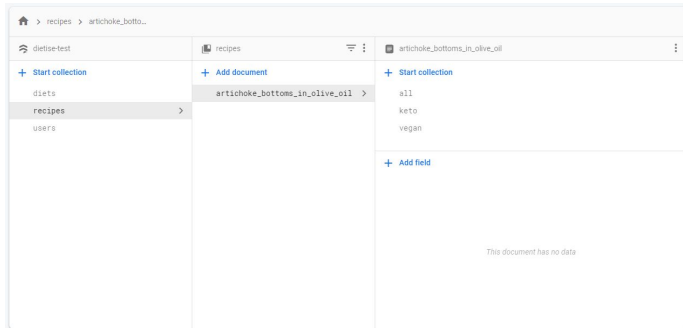 recipes > artichoke_botto...
dietise-test
recipes
artichoke_bottoms_in_olive_oil
+ Start collection
diets
recipes >
users
+ Add document
artichoke_bottoms_in_olive_oil >
+ Start collection
all
keto
vegan
+ Add field
This document has no data